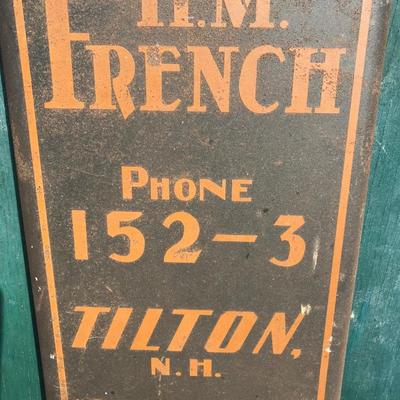 H.M.
FRENCH
PHONE
152-3
TILTON,
N.H.